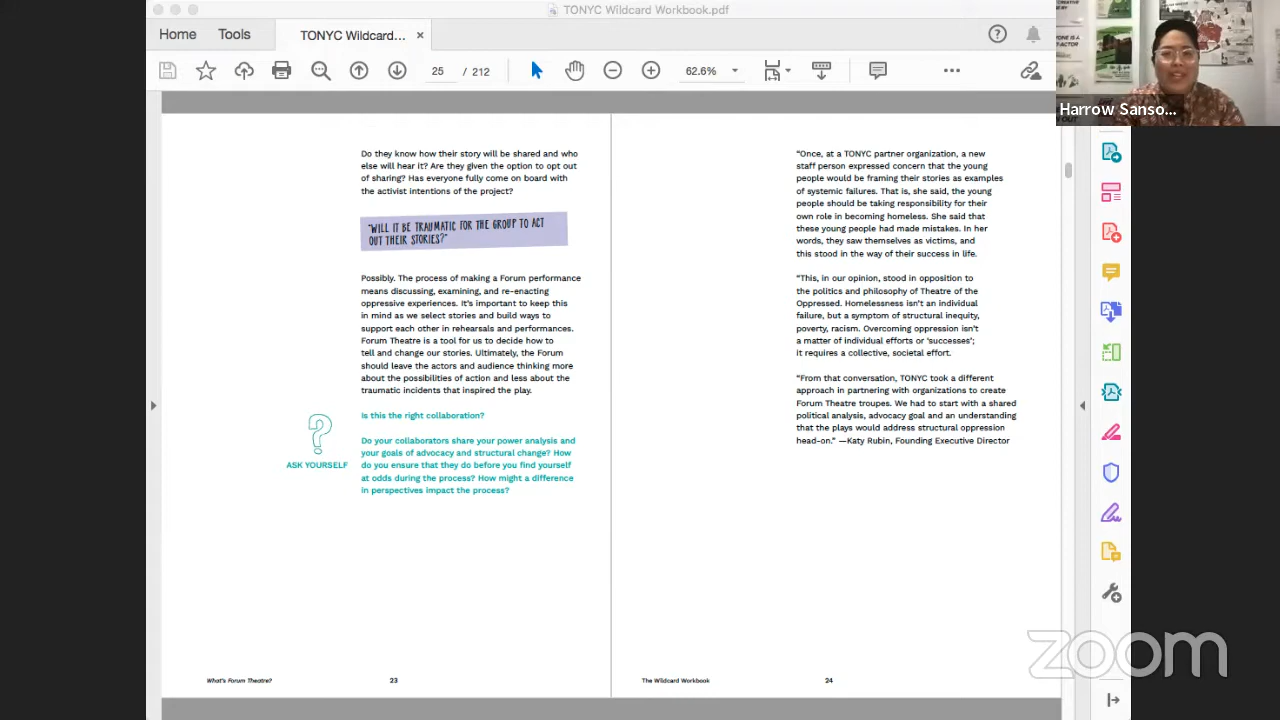 TONYC Wildcard Workbook.pdf
Home
Tools
TONYC Wildcard...
25
/ 212
62.6%
Harrow Sanso...
Do they know how their story will be shared and who
else will hear it? Are they given the option to opt out
of sharing? Has everyone fully come on board with
the activist intentions of the project?
"WILL IT BE TRAUMATIC FOR THE GROUP TO ACT
OUT THEIR STORIES?"
Possibly. The process of making a Forum performance
means discussing, examining, and re-enacting
oppressive experiences. It's important to keep this
in mind as we select stories and build ways to
support each other in rehearsals and performances.
Forum Theatre is a tool for us to decide how to
tell and change our stories. Ultimately, the Forum
should leave the actors and audience thinking more
about the possibilities of action and less about the
traumatic incidents that inspired the play.
ASK YOURSELF
Is this the right collaboration?
Do your collaborators share your power analysis and
your goals of advocacy and structural change? How
do you ensure that they do before you find yourself
at odds during the process? How might a difference
in perspectives impact the process?
What's Forum Theatre?
23
"Once, at a TONYC partner organization, a new
staff person expressed concern that the young
people would be framing their stories as examples
of systemic failures. That is, she said, the young
people should be taking responsibility for their
own role in becoming homeless. She said that
these young people had made mistakes. In her
words, they saw themselves as victims, and
this stood in the way of their success in life.
"This, in our opinion, stood in opposition to
the politics and philosophy of Theatre of the
Oppressed. Homelessness isn't an individual
failure, but a symptom of structural inequity,
poverty, racism. Overcoming oppression isn't
a matter of individual efforts or 'successes';
it requires a collective, societal effort.
"From that conversation, TONYC took a different
approach in partnering with organizations to create
Forum Theatre troupes. We had to start with a shared
political analysis, advocacy goal and an understanding
that the plays would address structural oppression
head-on." —Katy Rubin, Founding Executive Director
The Wildcard Workbook
24
zoom